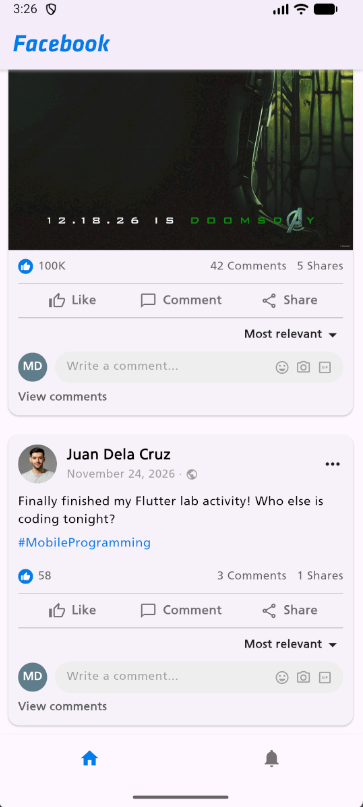 3:26
Facebook
12.18.26 IS DOOMSDAY
100K 42 Comments 5 Shares
Like Comment Share
Most relevant
MD Write a comment...
View comments
Juan Dela Cruz
November 24, 2026 ·
Finally finished my Flutter lab activity! Who else is
coding tonight?
#MobileProgramming
58 3 Comments 1 Shares
Like Comment Share
Most relevant
MD Write a comment...
View comments